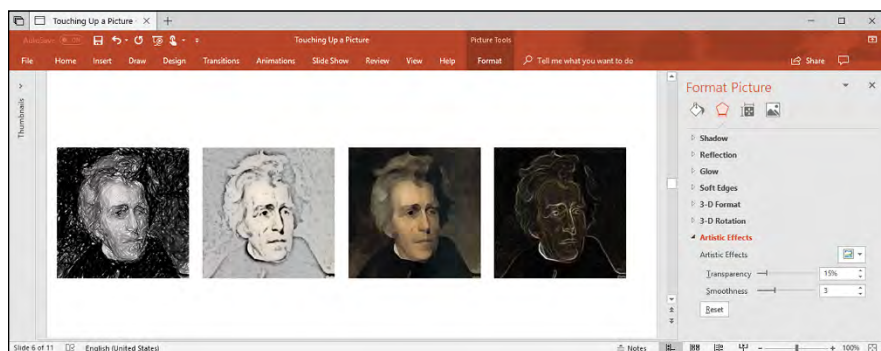 Touching Up a Picture
AutoSave
Touching Up a Picture
Picture Tools
File Home Insert Draw Design Transitions Animations Slide Show Review View Help Format Tell me what you want to do Share
Thumbnails
Format Picture
Shadow
Reflection
Glow
Soft Edges
3-D Format
3-D Rotation
Artistic Effects
Artistic Effects
Transparency 15%
Smoothness 3
Reset
Slide 6 of 11 English (United States) Notes 100%